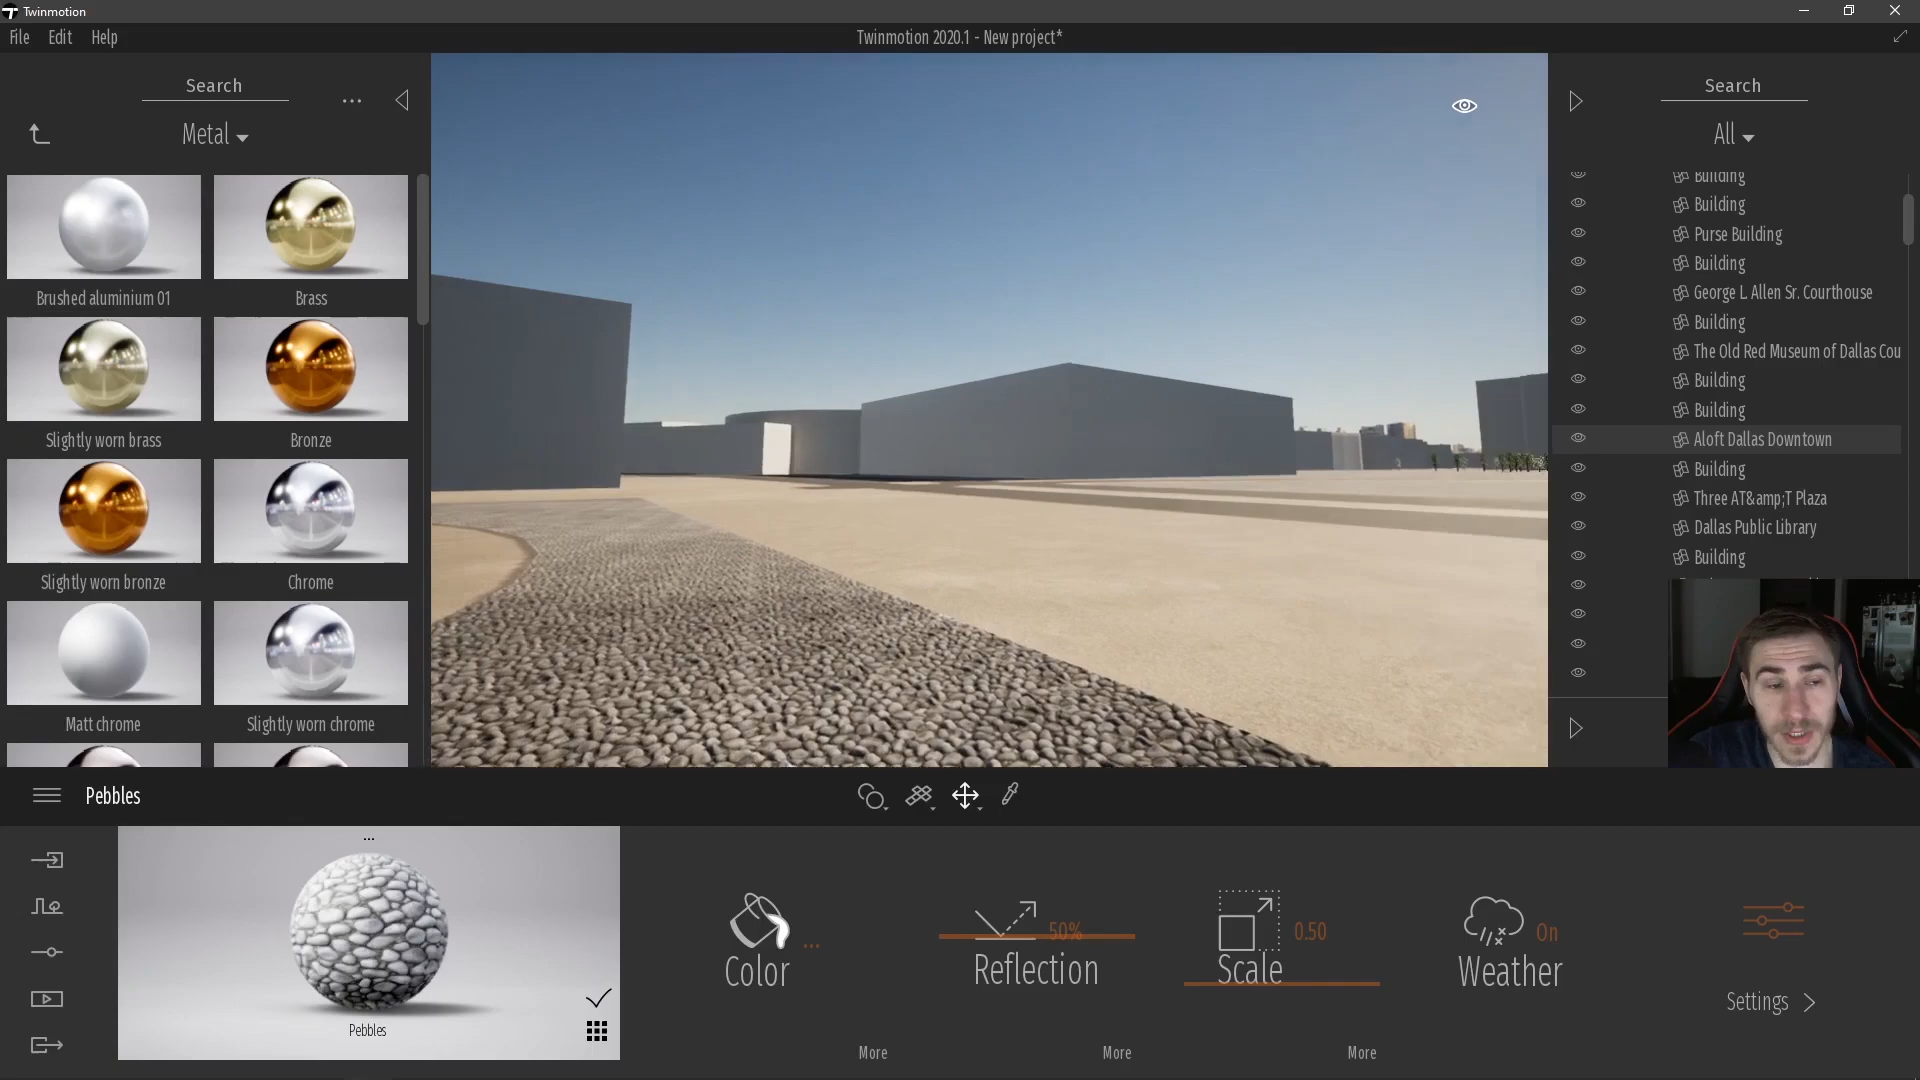 Twinmotion
File Edit Help
Twinmotion 2020.1 - New project*
Search
...
Metal
Brushed aluminium 01
Brass
Slightly worn brass
Bronze
Slightly worn bronze
Chrome
Matt chrome
Slightly worn chrome
Search
All
Building
Building
Purse Building
Building
George L. Allen Sr. Courthouse
Building
The Old Red Museum of Dallas Cou
Building
Building
Aloft Dallas Downtown
Building
Three AT&amp;T Plaza
Dallas Public Library
Building
Pebbles
...
Pebbles
Color
...
More
50%
Reflection
More
0.50
Scale
More
On
Weather
Settings